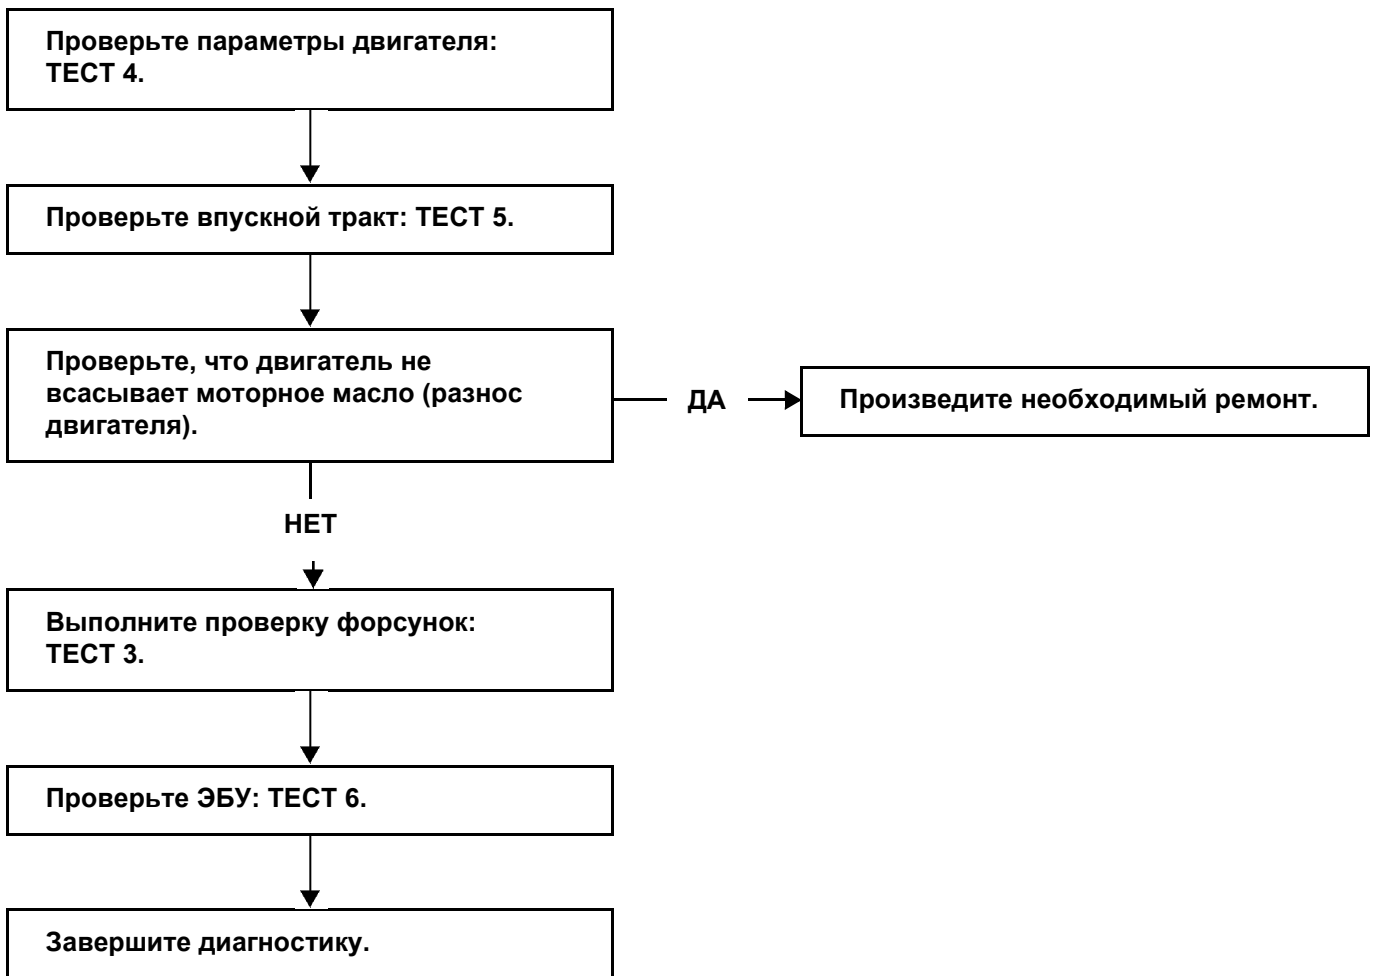 Проверьте параметры двигателя:
ТЕСТ 4.
Проверьте впускной тракт: ТЕСТ 5.
Проверьте, что двигатель не
всасывает моторное масло (разнос
двигателя).
ДА
Произведите необходимый ремонт.
НЕТ
Выполните проверку форсунок:
ТЕСТ 3.
Проверьте ЭБУ: ТЕСТ 6.
Завершите диагностику.